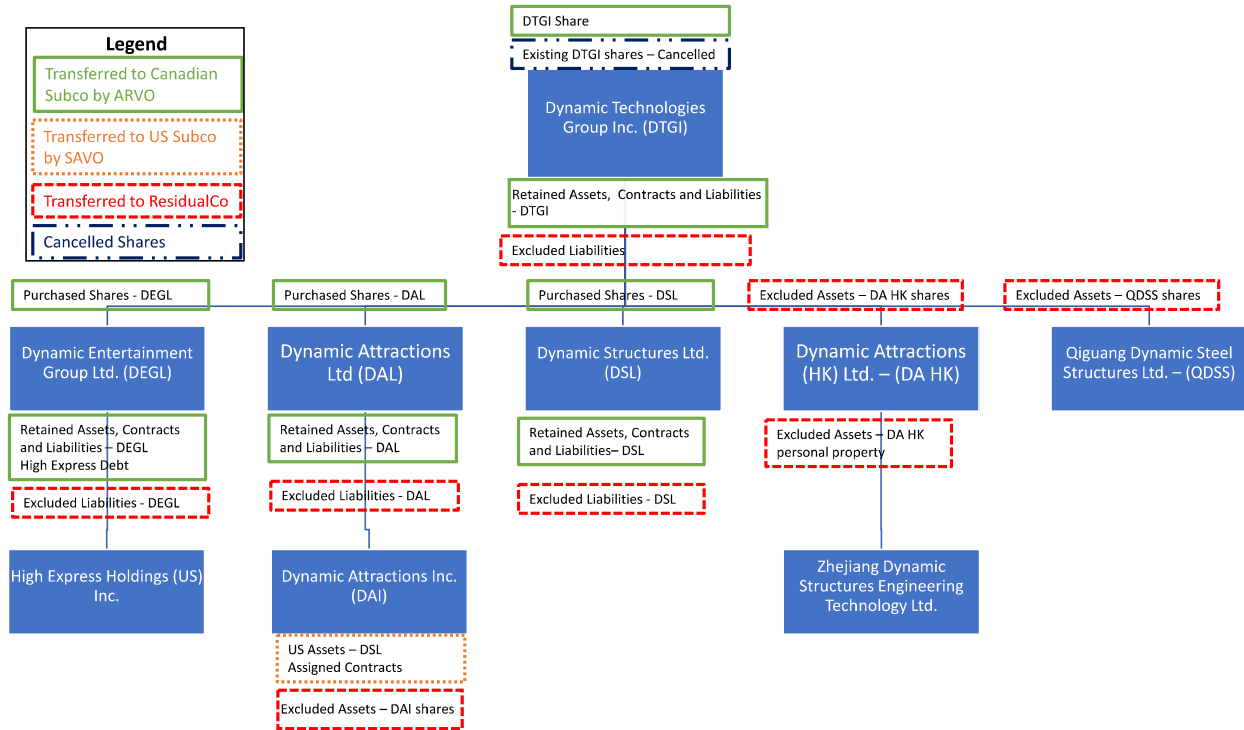 Legend
Transferred to Canadian
Subco by ARVO
Transferred to US Subco
by SAVO
Transferred to ResidualCo
Cancelled Shares
DTGI Share
Existing DTGI shares – Cancelled
Dynamic Technologies
Group Inc. (DTGI)
Retained Assets, Contracts and Liabilities
- DTGI
Excluded Liabilities
Purchased Shares - DEGL
Purchased Shares - DAL
Purchased Shares - DSL
Excluded Assets – DA HK shares
Excluded Assets – QDSS shares
Dynamic Entertainment
Group Ltd. (DEGL)
Dynamic Attractions
Ltd (DAL)
Dynamic Structures Ltd.
(DSL)
Dynamic Attractions
(HK) Ltd. – (DA HK)
Qiguang Dynamic Steel
Structures Ltd. – (QDSS)
Retained Assets, Contracts
and Liabilities – DEGL
High Express Debt
Retained Assets, Contracts
and Liabilities – DAL
Retained Assets, Contracts
and Liabilities– DSL
Excluded Assets – DA HK
personal property
Excluded Liabilities - DEGL
Excluded Liabilities - DAL
Excluded Liabilities - DSL
High Express Holdings (US)
Inc.
Dynamic Attractions Inc.
(DAI)
Zhejiang Dynamic
Structures Engineering
Technology Ltd.
US Assets – DSL
Assigned Contracts
Excluded Assets – DAI shares